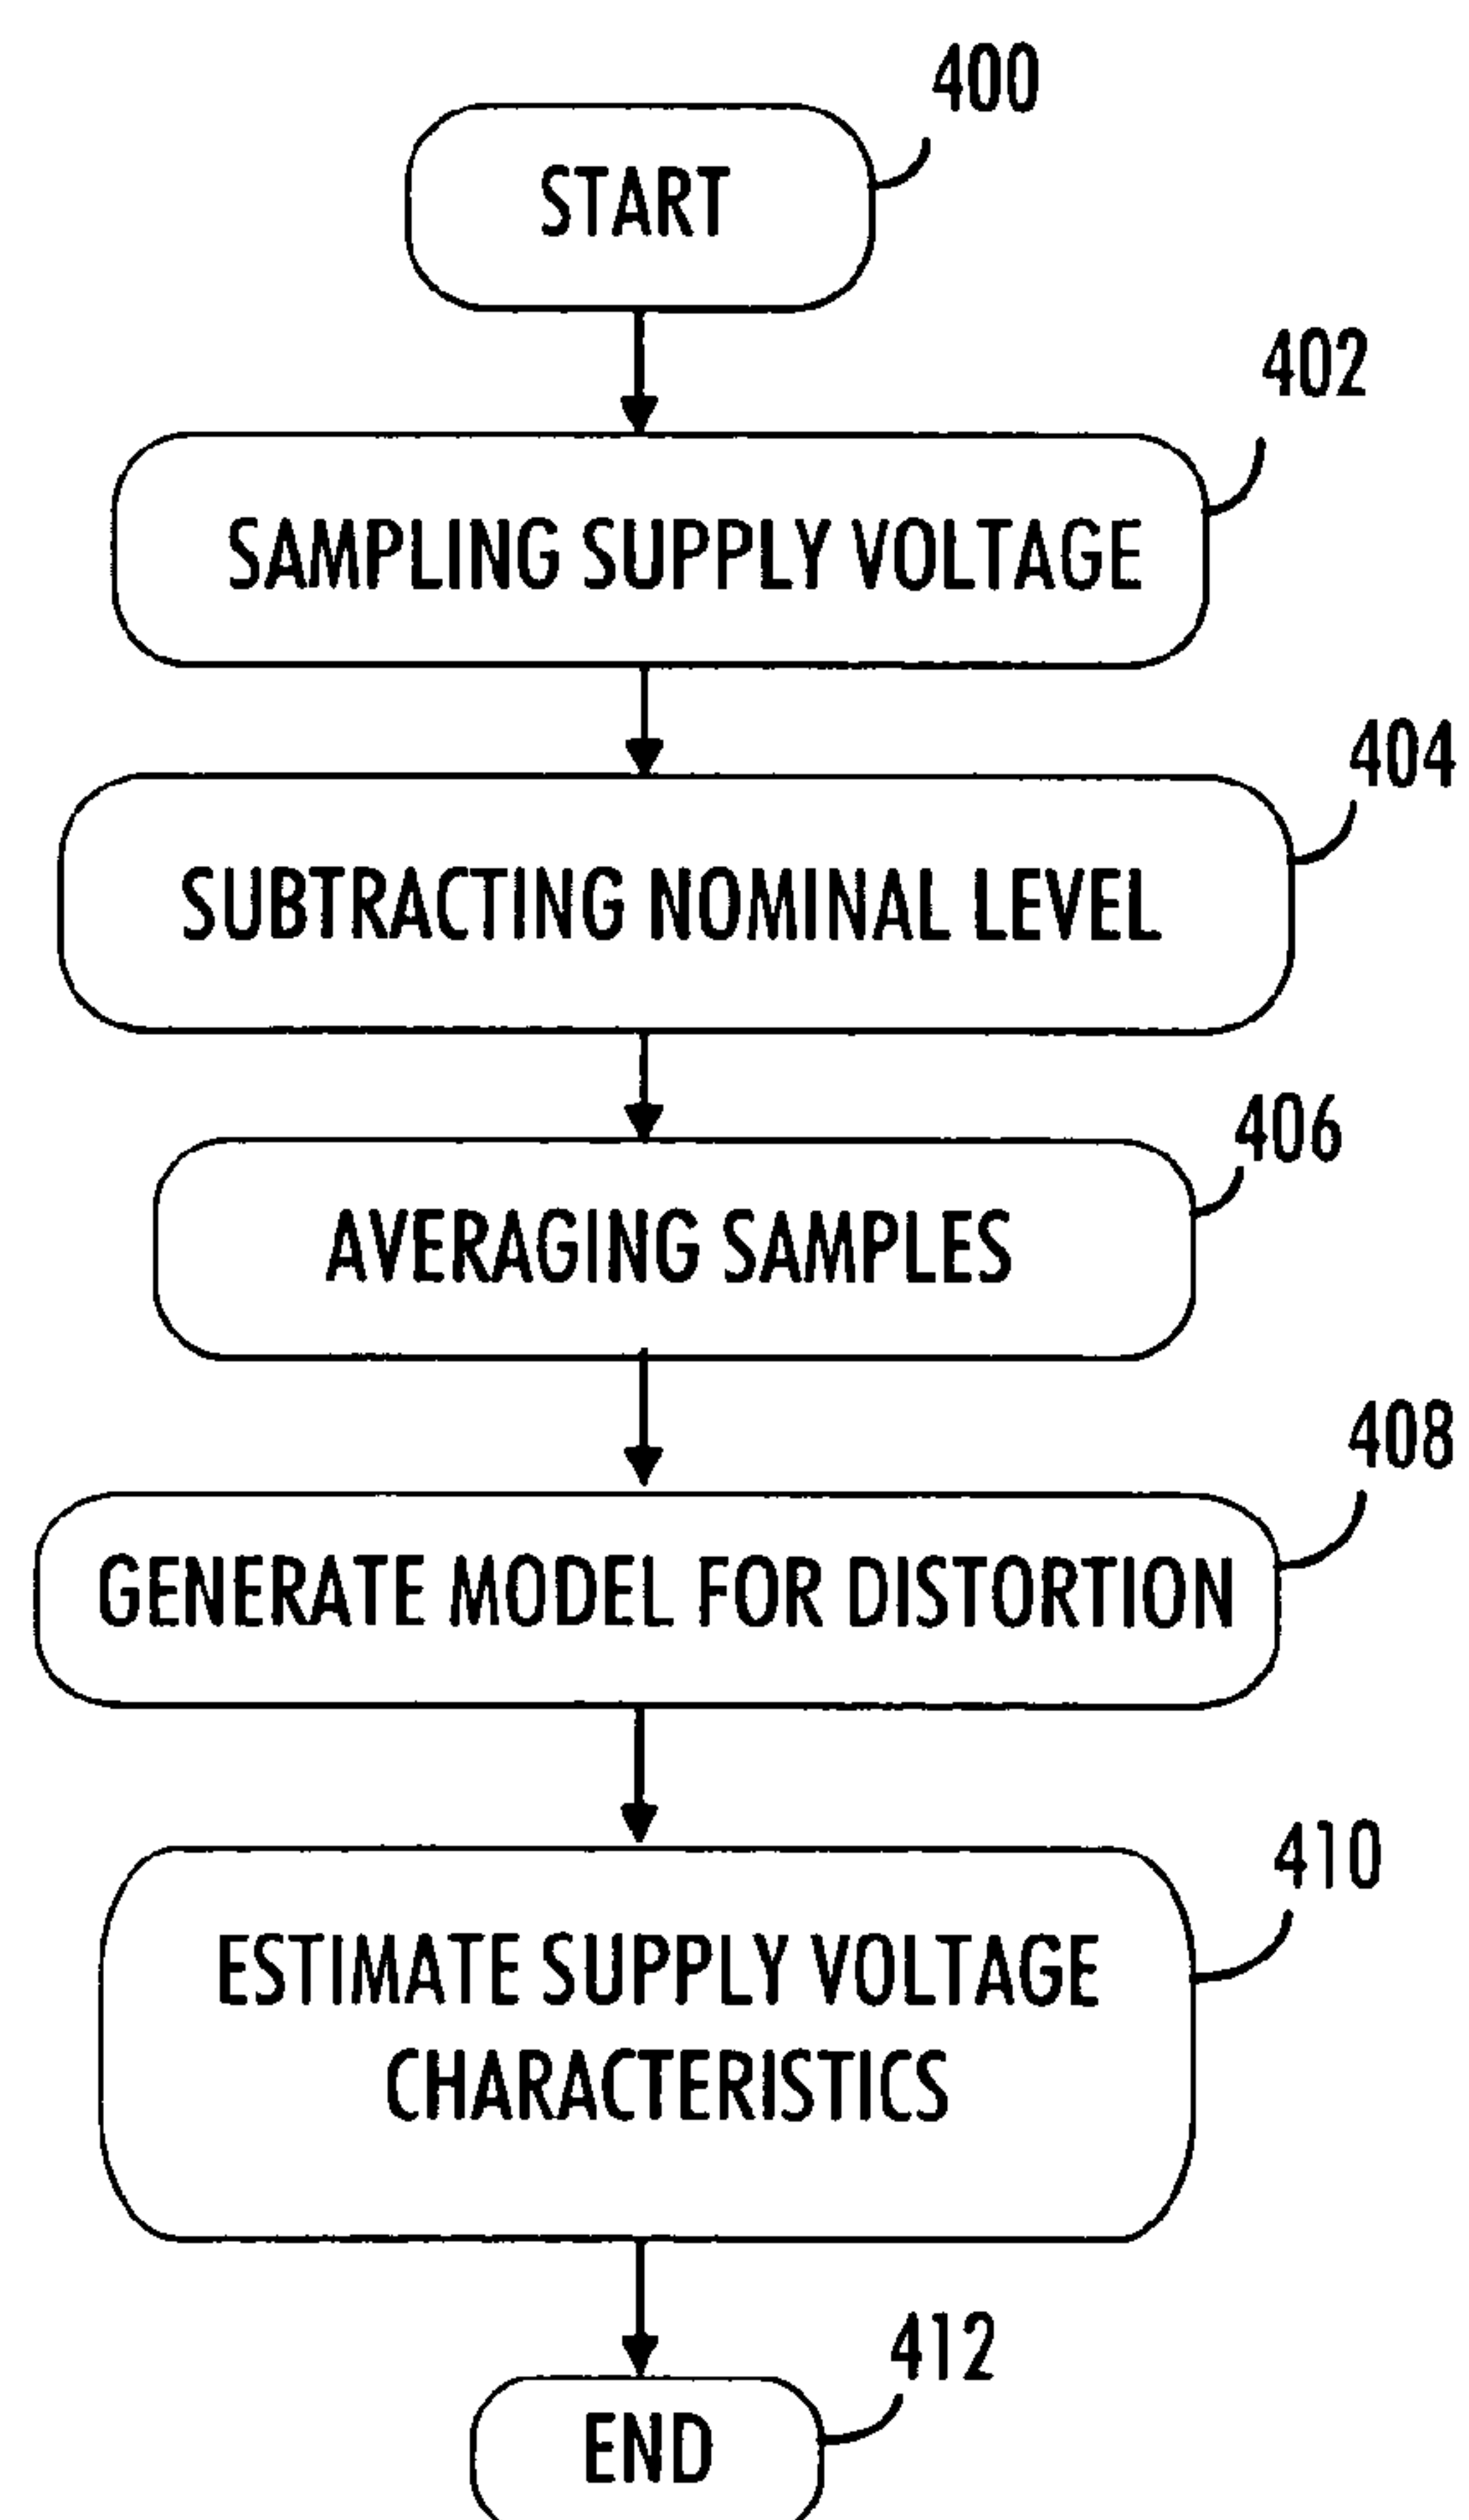 400
START
402
SAMPLING SUPPLY VOLTAGE
404
SUBTRACTING NOMINAL LEVEL
406
AVERAGING SAMPLES
408
GENERATE MODEL FOR DISTORTION
410
ESTIMATE SUPPLY VOLTAGE
CHARACTERISTICS
412
END